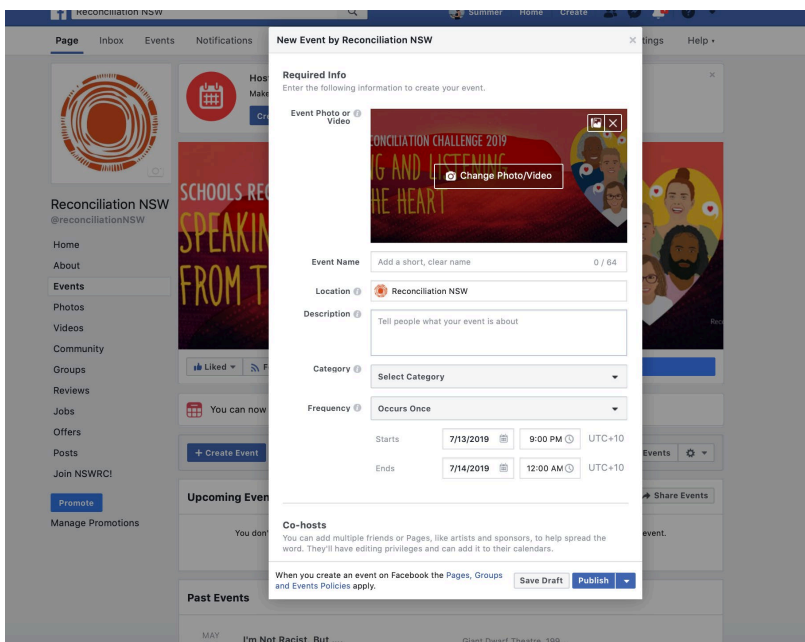 Reconciliation NSW
Summer Home Create
Page Inbox Events Notifications
tings Help
New Event by Reconciliation NSW
Hos
Make
Cre
Required Info
Enter the following information to create your event.
Event Photo or Video
ECONCILIATION CHALLENGE 2019
NG AND LISTENING
HE HEART
Change Photo/Video
Event Name
Add a short, clear name 0 / 64
Location
Reconciliation NSW
Description
Tell people what your event is about
Category
Select Category
Frequency
Occurs Once
Starts 7/13/2019 9:00 PM UTC+10
Ends 7/14/2019 12:00 AM UTC+10
Co-hosts
You can add multiple friends or Pages, like artists and sponsors, to help spread the
word. They'll have editing privileges and can add it to their calendars.
When you create an event on Facebook the Pages, Groups
and Events Policies apply.
Save Draft Publish
Reconciliation NSW
@reconciliationNSW
Home
About
Events
Photos
Videos
Community
Groups
Reviews
Jobs
Offers
Posts
Join NSWRC!
Promote
Manage Promotions
SCHOOLS REC
SPEAKIN
FROM T
Reco
Liked F
You can now
+ Create Event
Events
Upcoming Even
Share Events
You don'
event.
Past Events
MAY
I'm Not Racist, But
Giant Dwarf Theatre, 199